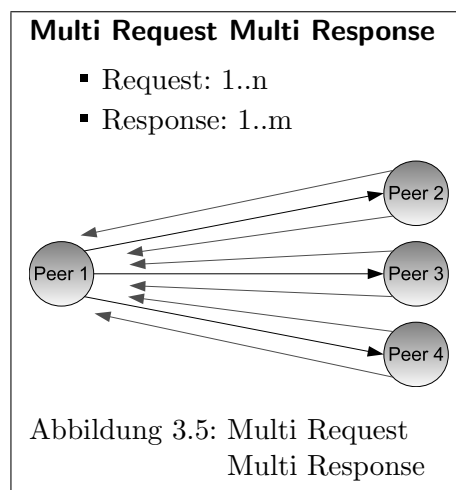 Multi Request Multi Response
▪ Request: 1..n
▪ Response: 1..m
Peer 2
Peer 1
Peer 3
Peer 4
Abbildung 3.5: Multi Request
Multi Response